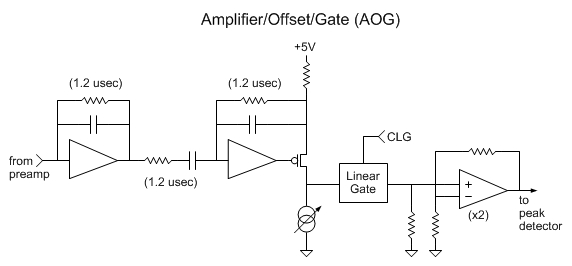 Amplifier/Offset/Gate (AOG)
+5V
(1.2 usec)
(1.2 usec)
CLG
from
preamp
(1.2 usec)
Linear
Gate
+
−
(x2)
to
peak
detector